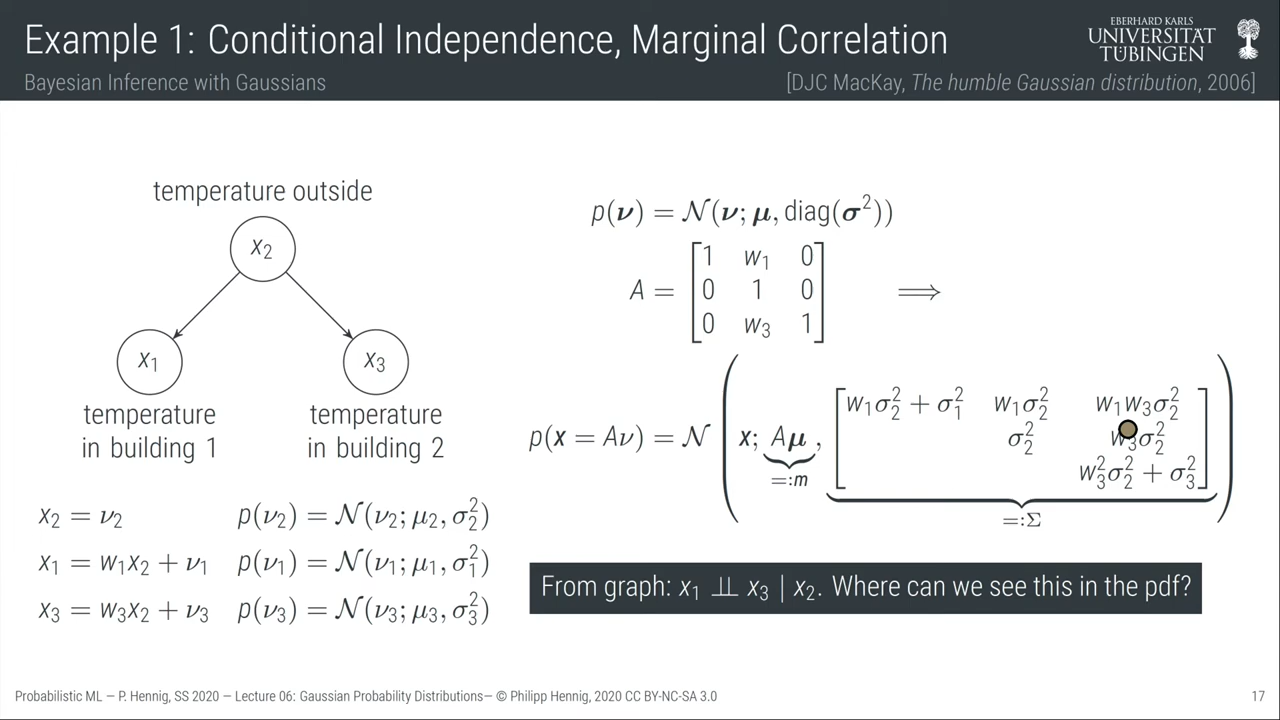 Example 1: Conditional Independence, Marginal Correlation
Bayesian Inference with Gaussians
[DJC MacKay, The humble Gaussian distribution, 2006]
EBERHARD KARLS
UNIVERSITÄT
TÜBINGEN
temperature outside
x₂
x₁
x₃
temperature
in building 1
temperature
in building 2
x₂ = ν₂ p(ν₂) = 𝒩(ν₂; μ₂, σ₂²)
x₁ = w₁x₂ + ν₁ p(ν₁) = 𝒩(ν₁; μ₁, σ₁²)
x₃ = w₃x₂ + ν₃ p(ν₃) = 𝒩(ν₃; μ₃, σ₃²)
p(ν) = 𝒩(ν; μ, diag(σ²))
A = [1 w₁ 0
0 1 0
0 w₃ 1] ⟹
p(x = Aν) = 𝒩 (x; Aμ, [w₁σ₂² + σ₁² w₁σ₂² w₁w₃σ₂²
σ₂² w₃σ₂²
w₃²σ₂² + σ₃²])
=:m
=:Σ
From graph: x₁ ⫫ x₃ | x₂. Where can we see this in the pdf?
Probabilistic ML — P. Hennig, SS 2020 — Lecture 06: Gaussian Probability Distributions— © Philipp Hennig, 2020 CC BY-NC-SA 3.0
17